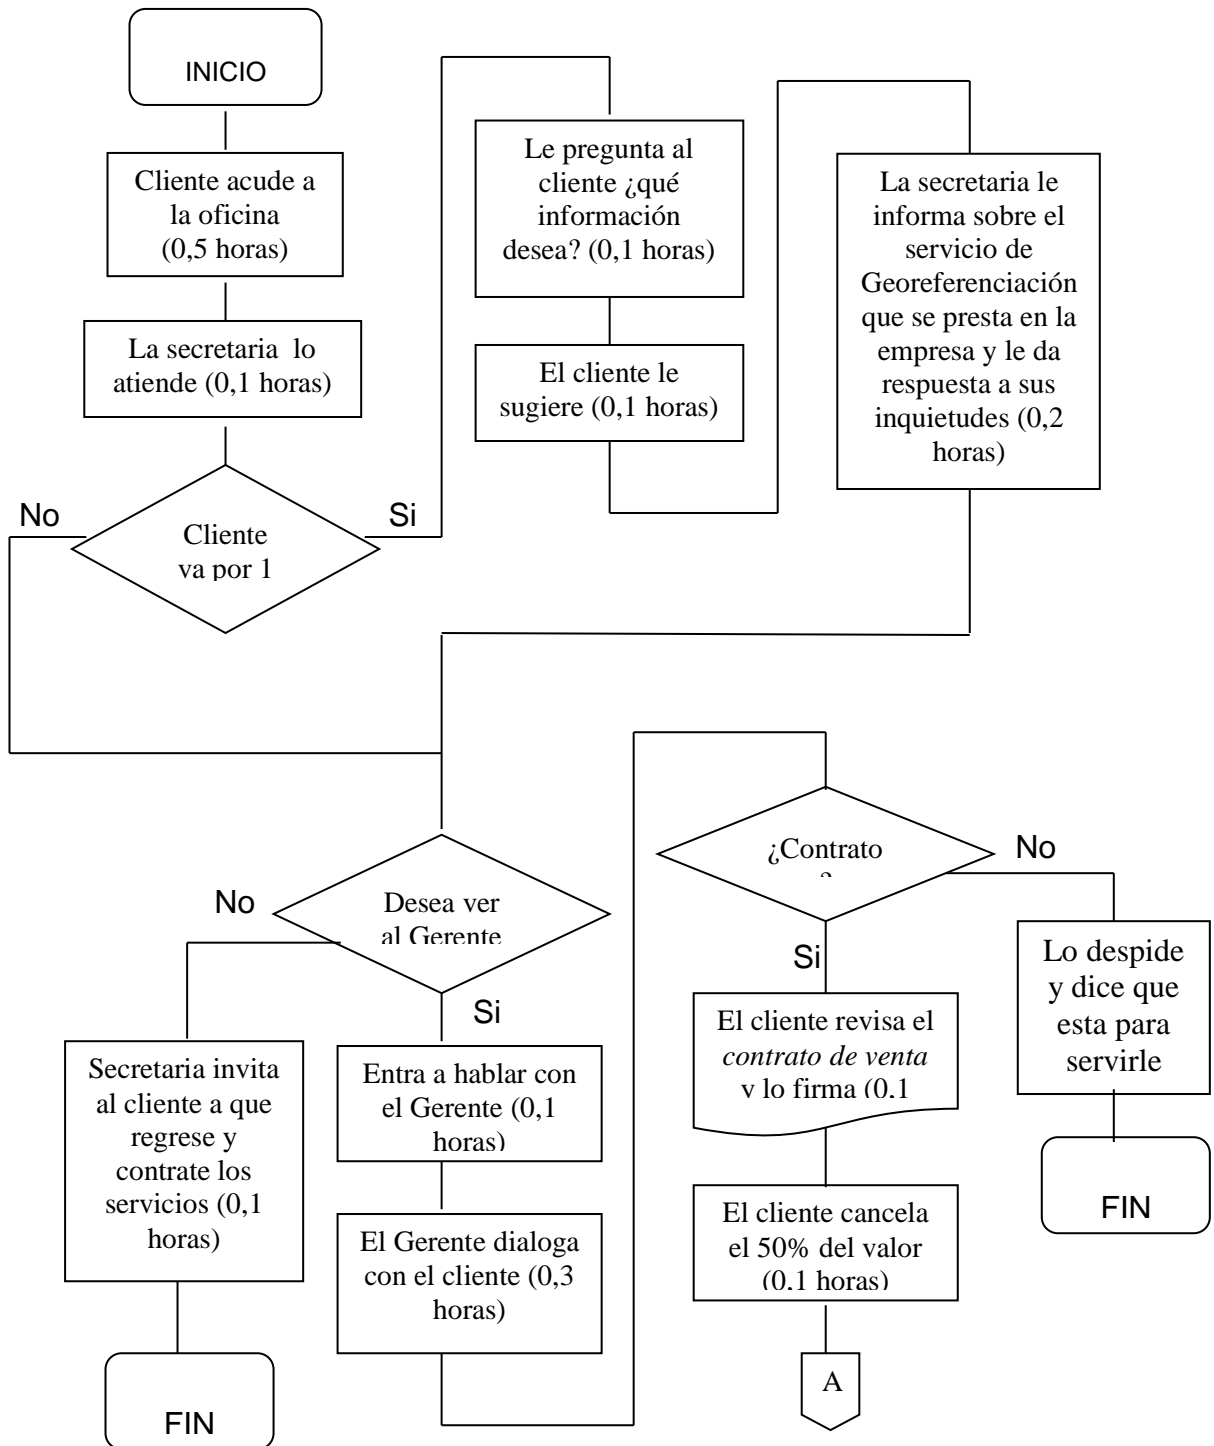 INICIO
Cliente acude a
la oficina
(0,5 horas)
La secretaria lo
atiende (0,1 horas)
Cliente
va por 1
No
Si
Le pregunta al
cliente ¿qué
información
desea? (0,1 horas)
El cliente le
sugiere (0,1 horas)
La secretaria le
informa sobre el
servicio de
Georeferenciación
que se presta en la
empresa y le da
respuesta a sus
inquietudes (0,2
horas)
Desea ver
al Gerente
No
Si
Secretaria invita
al cliente a que
regrese y
contrate los
servicios (0,1
horas)
FIN
Entra a hablar con
el Gerente (0,1
horas)
El Gerente dialoga
con el cliente (0,3
horas)
¿Contrato
No
Si
El cliente revisa el
contrato de venta
y lo firma (0,1
El cliente cancela
el 50% del valor
(0,1 horas)
A
Lo despide
y dice que
esta para
servirle
FIN